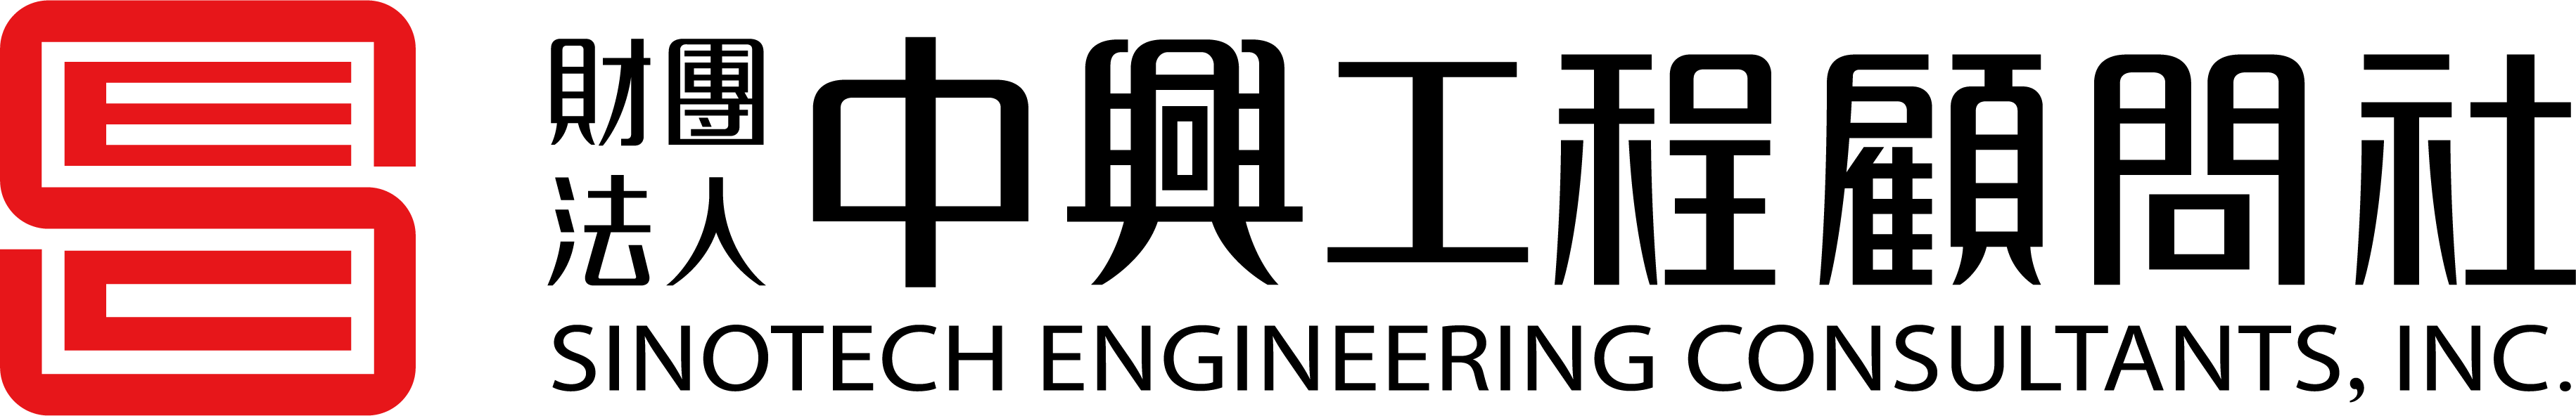 財團
法人
中興工程顧問社
SINOTECH ENGINEERING CONSULTANTS, INC.